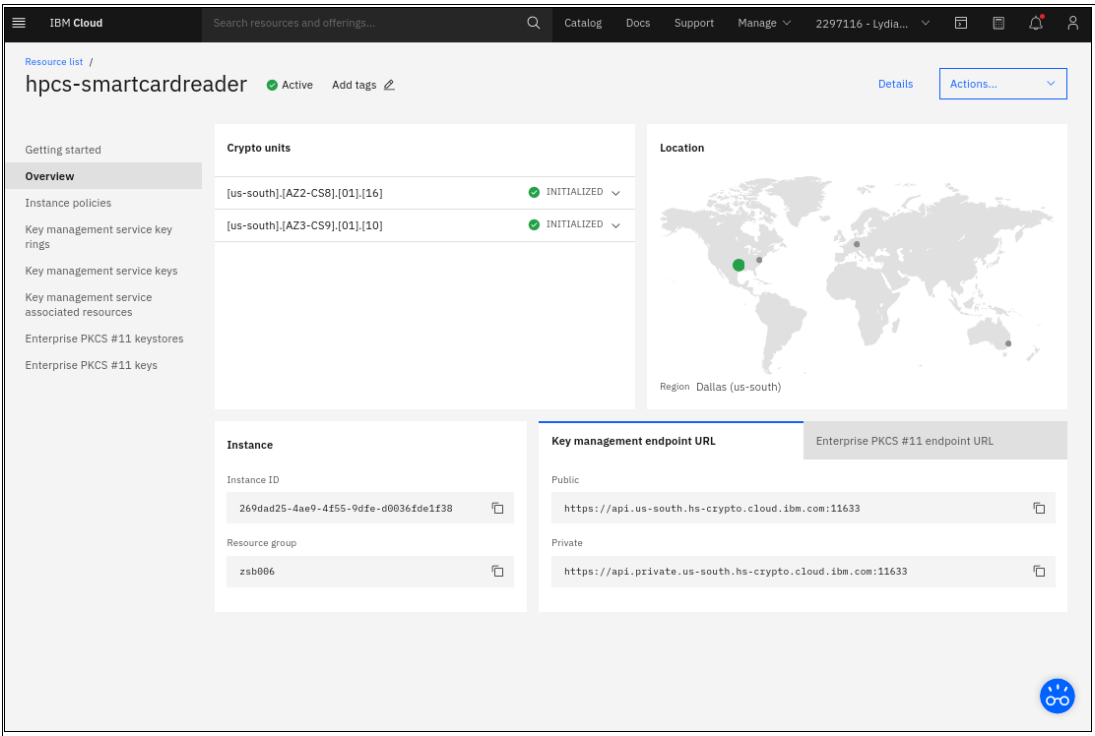 IBM Cloud
Search resources and offerings...
Catalog
Docs
Support
Manage
2297116 - Lydia...
Resource list /
hpcs-smartcardreader
Active
Add tags
Details
Actions...
Getting started
Overview
Instance policies
Key management service key
rings
Key management service keys
Key management service
associated resources
Enterprise PKCS #11 keystores
Enterprise PKCS #11 keys
Crypto units
[us-south].[AZ2-CS8].[01].[16]
INITIALIZED
[us-south].[AZ3-CS9].[01].[10]
INITIALIZED
Location
Region Dallas (us-south)
Instance
Instance ID
269dad25-4ae9-4f55-9dfe-d0036fde1f38
Resource group
zsb006
Key management endpoint URL
Enterprise PKCS #11 endpoint URL
Public
https://api.us-south.hs-crypto.cloud.ibm.com:11633
Private
https://api.private.us-south.hs-crypto.cloud.ibm.com:11633